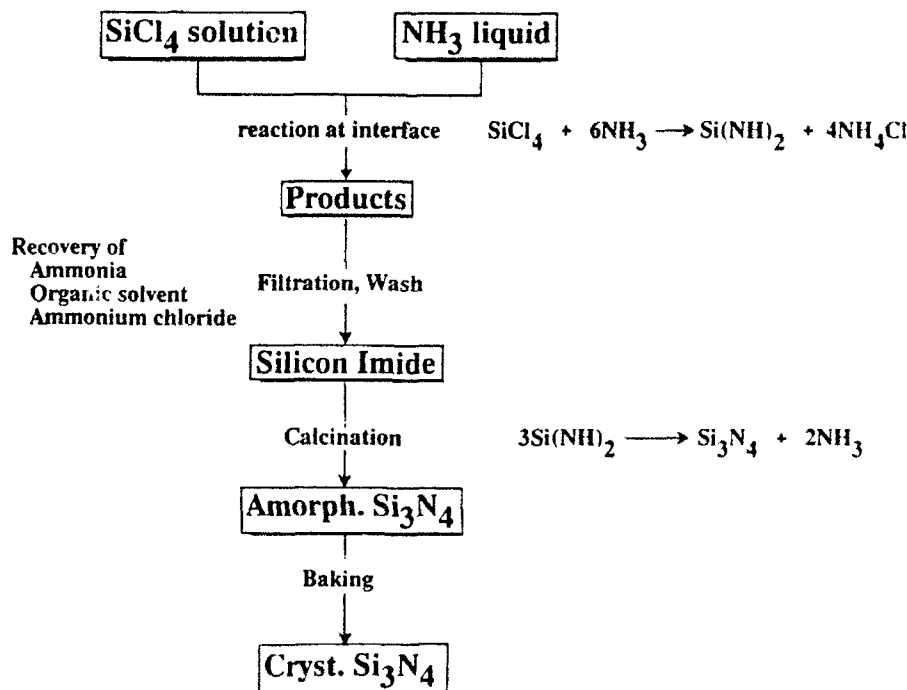 SiCl4 solution
NH3 liquid
reaction at interface
SiCl4 + 6NH3 → Si(NH)2 + 4NH4Cl
Products
Recovery of
Ammonia
Organic solvent
Ammonium chloride
Filtration, Wash
Silicon Imide
Calcination
3Si(NH)2 → Si3N4 + 2NH3
Amorph. Si3N4
Baking
Cryst. Si3N4